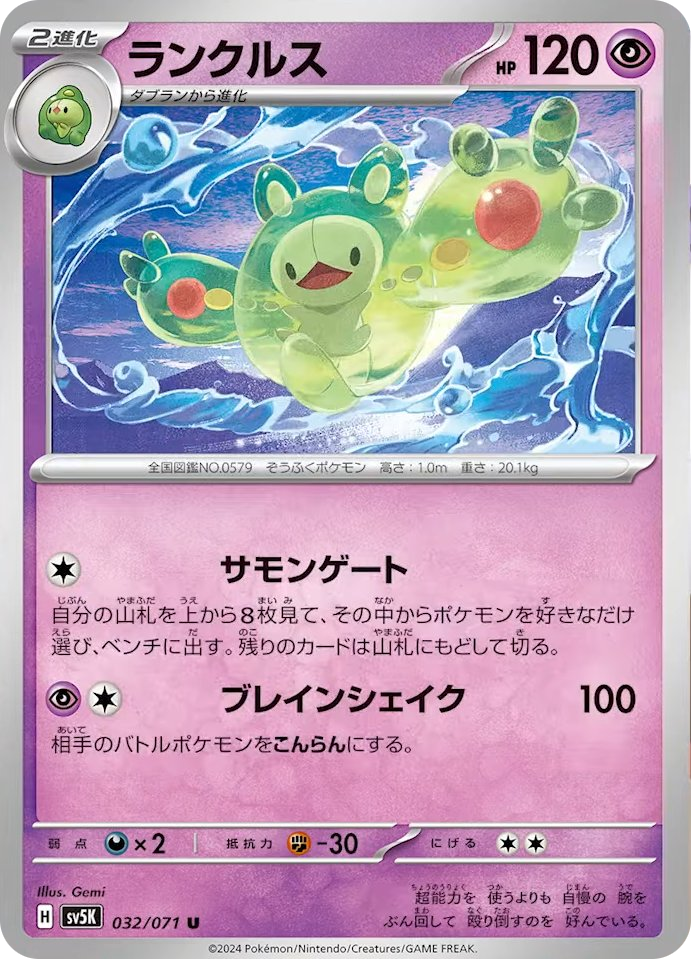 2進化
ランクルス
HP 120
ダブランから進化
全国図鑑NO.0579 ぞうふくポケモン 高さ:1.0m 重さ:20.1kg
サモンゲート
自分の山札を上から8枚見て、その中からポケモンを好きなだけ
選び、ベンチに出す。残りのカードは山札にもどして切る。
ブレインシェイク 100
相手のバトルポケモンをこんらんにする。
弱点 ×2 抵抗力 -30 にげる
Illus. Gemi
H sv5K 032/071 U
超能力を 使うよりも 自慢の 腕を
ぶん回して 殴り倒すのを 好んでいる。
©2024 Pokémon/Nintendo/Creatures/GAME FREAK.